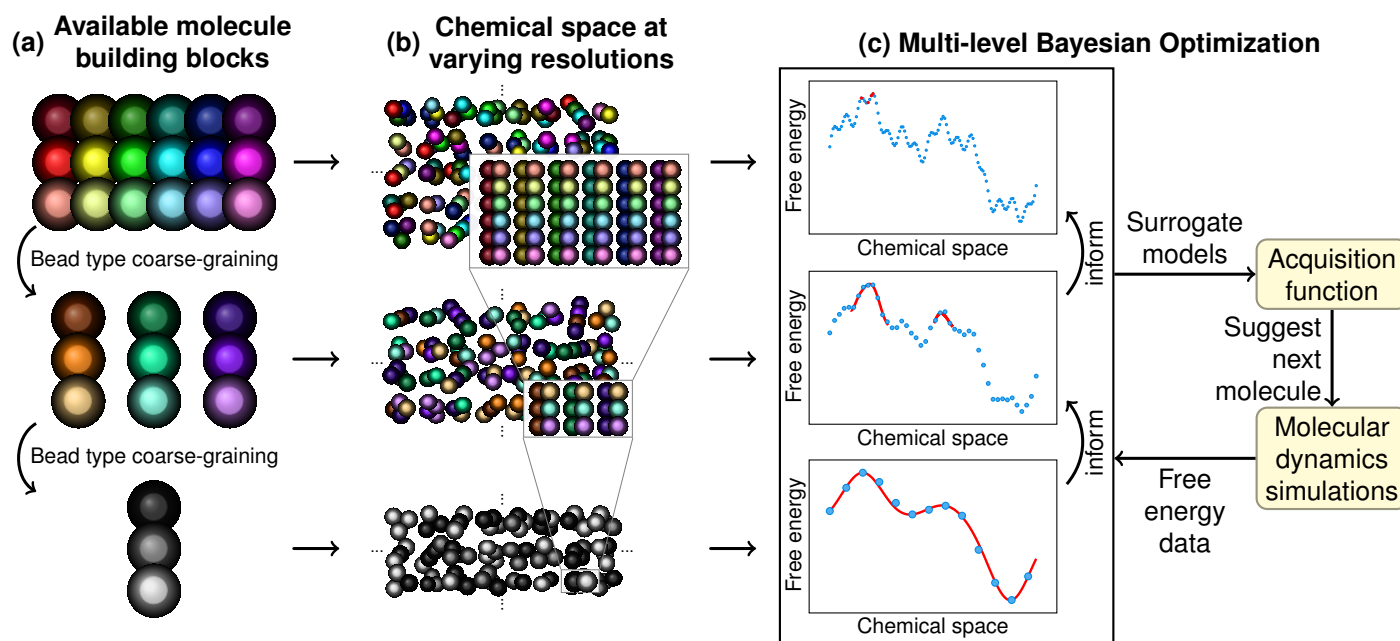 (a) Available molecule
building blocks
Bead type coarse-graining
Bead type coarse-graining
(b) Chemical space at
varying resolutions
...
...
...
...
...
(c) Multi-level Bayesian Optimization
Free energy
Chemical space
inform
Free energy
Chemical space
inform
Free energy
Chemical space
Surrogate
models
Acquisition
function
Suggest
next
molecule
Molecular
dynamics
simulations
Free
energy
data